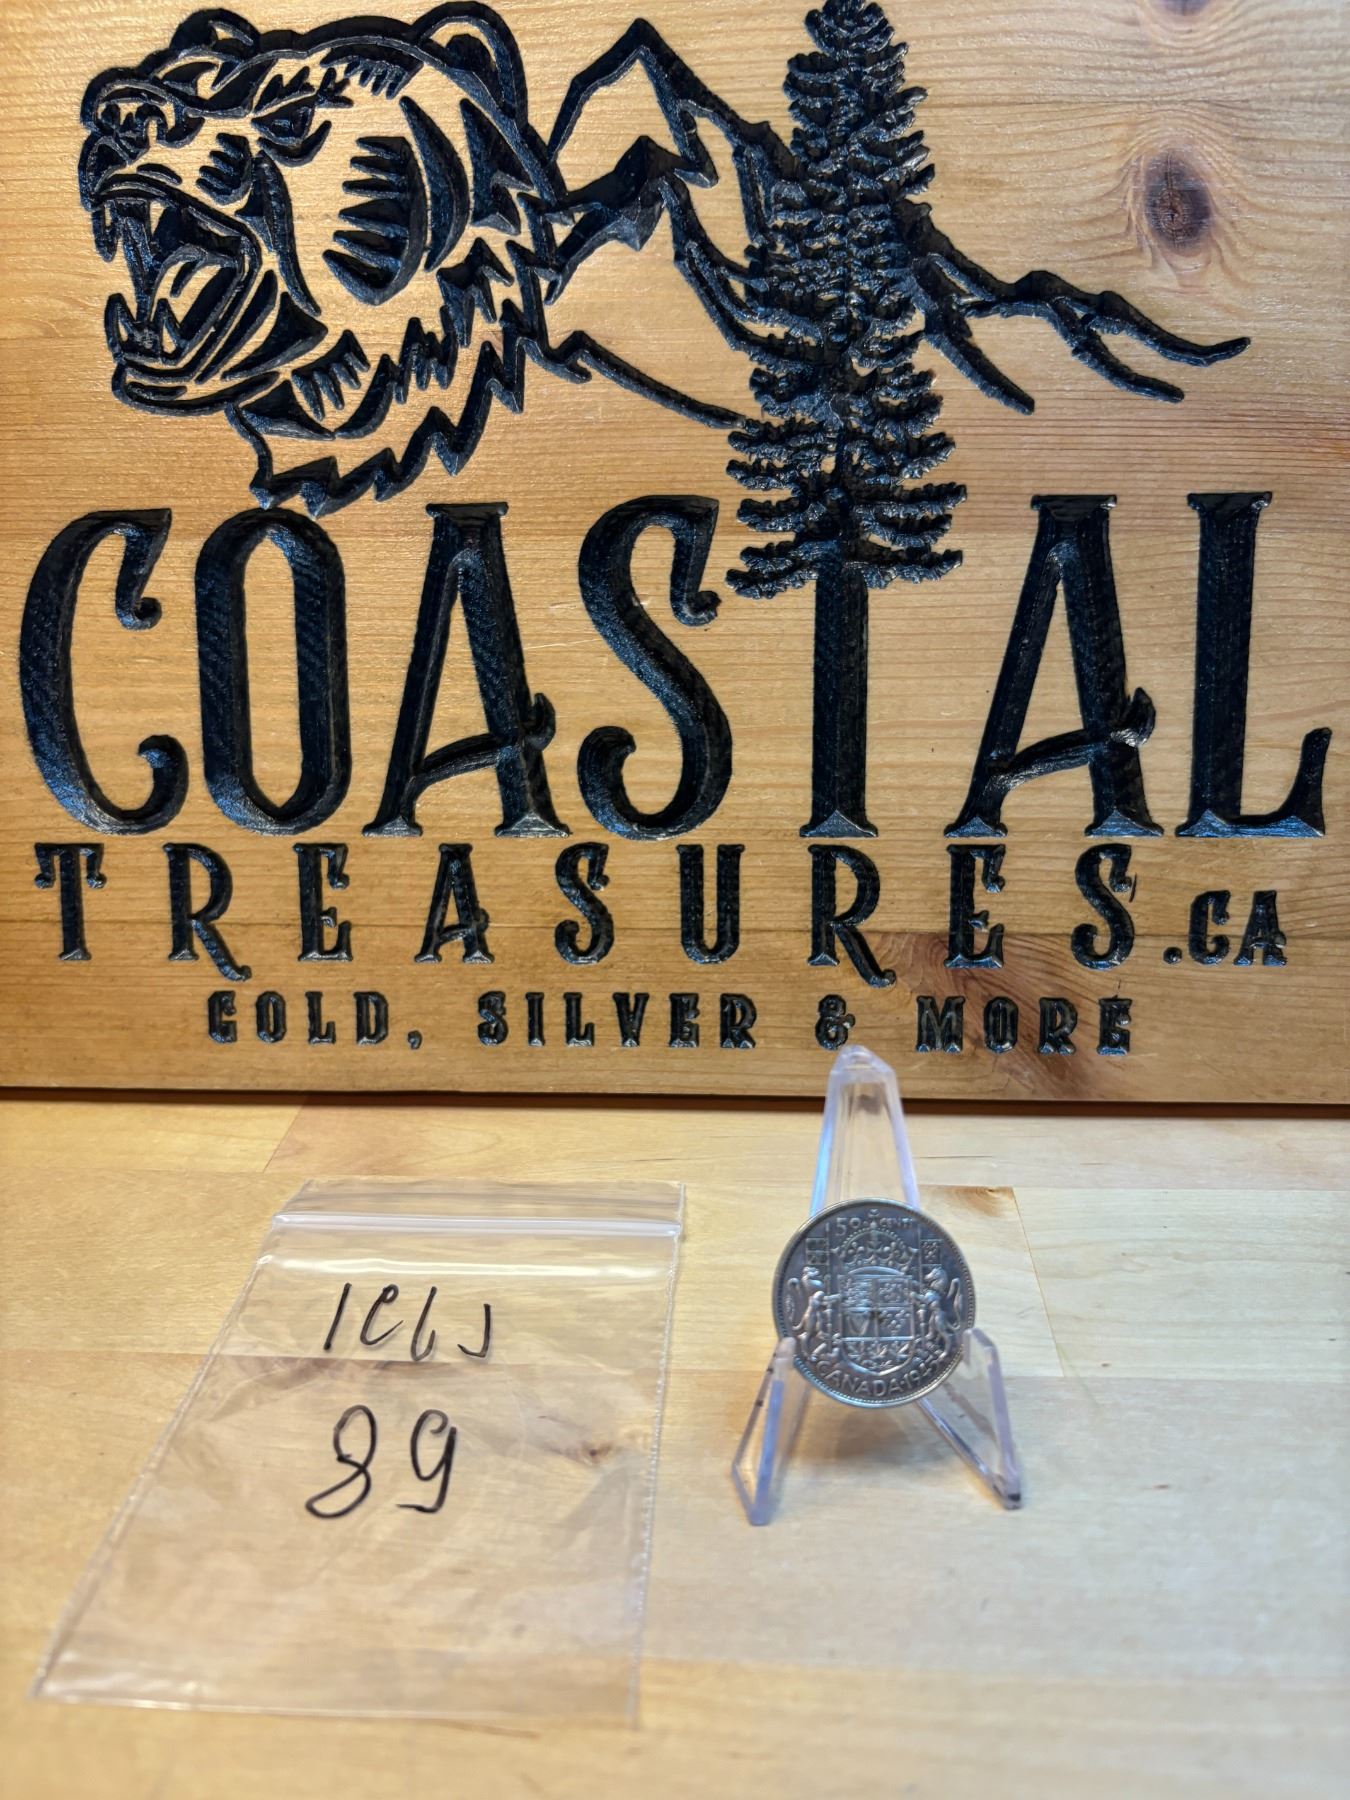 COASTAL
TREASURES.CA
GOLD, SILVER & MORE
50 CENTS
CANADA
89